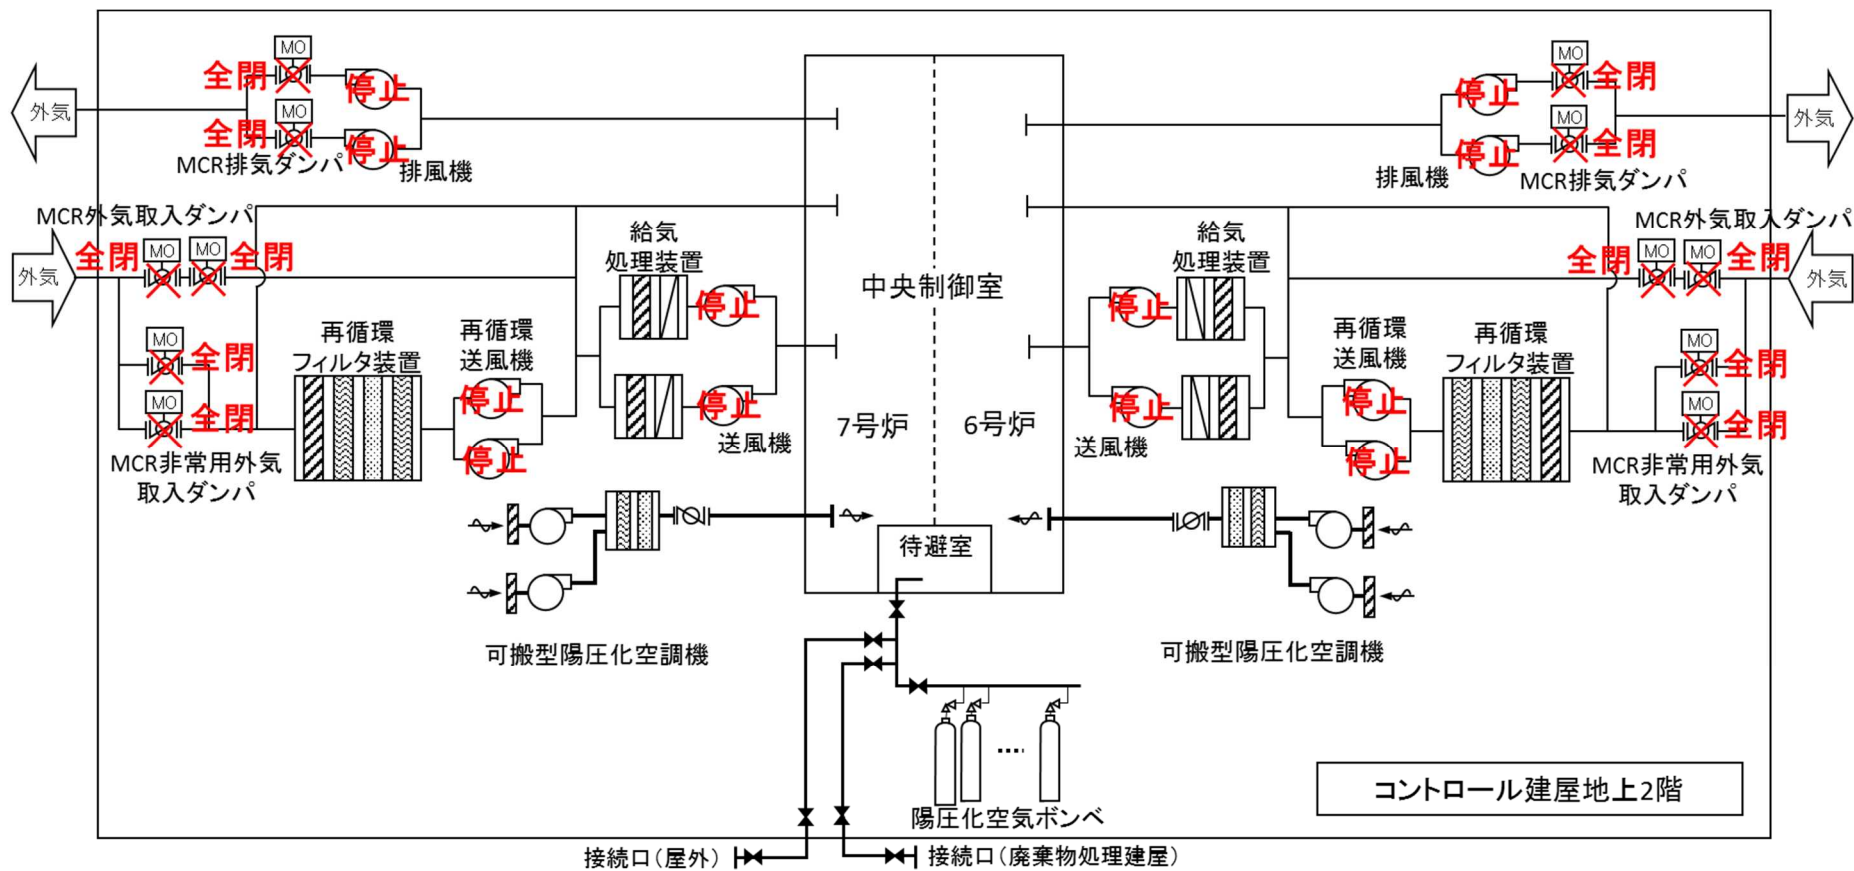 MO
全閉
停止
MO
全閉
停止
外気
MCR排気ダンパ
排風機
MO
停止
全閉
MO
停止
全閉
外気
排風機
MCR排気ダンパ
MCR外気取入ダンパ
全閉
MO
MO
全閉
外気
MO
全閉
MO
全閉
MCR非常用外気
取入ダンパ
再循環
フィルタ装置
再循環
送風機
停止
停止
給気
処理装置
停止
停止
送風機
中央制御室
7号炉
6号炉
待避室
給気
処理装置
停止
停止
送風機
再循環
送風機
停止
停止
再循環
フィルタ装置
MCR外気取入ダンパ
全閉
MO
MO
全閉
外気
MO
全閉
MO
全閉
MCR非常用外気
取入ダンパ
可搬型陽圧化空調機
可搬型陽圧化空調機
陽圧化空気ボンベ
コントロール建屋地上2階
接続口(屋外)
接続口(廃棄物処理建屋)